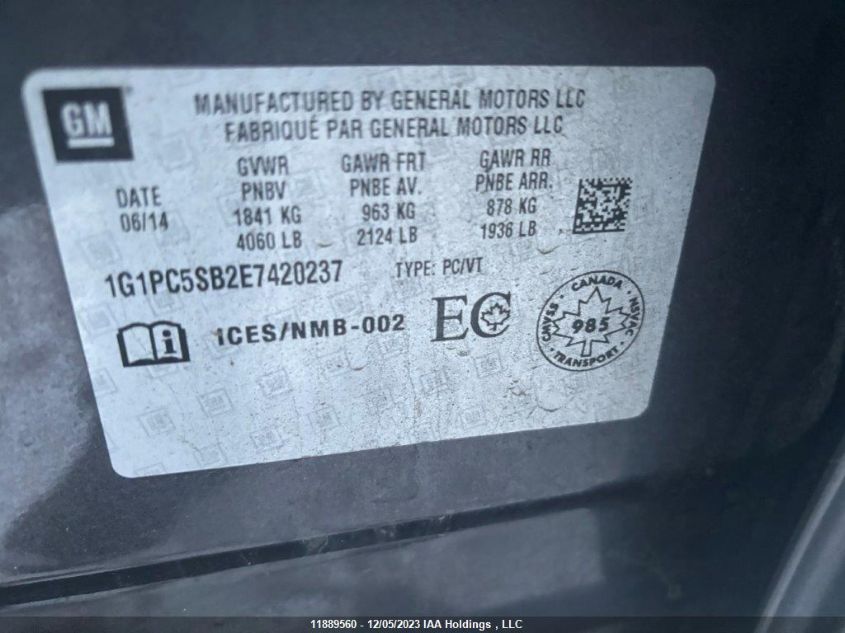 GM
MANUFACTURED BY GENERAL MOTORS LLC
FABRIQUÉ PAR GENERAL MOTORS LLC
DATE
06/14
GVWR
PNBV
1841 KG
4060 LB
GAWR FRT
PNBE AV.
963 KG
2124 LB
GAWR RR
PNBE ARR.
878 KG
1936 LB
1G1PC5SB2E7420237 TYPE: PC/VT
ICES/NMB-002
EC
CANADA
CMVSS 985 NSVAC
TRANSPORT
11889560 - 12/05/2023 IAA Holdings , LLC